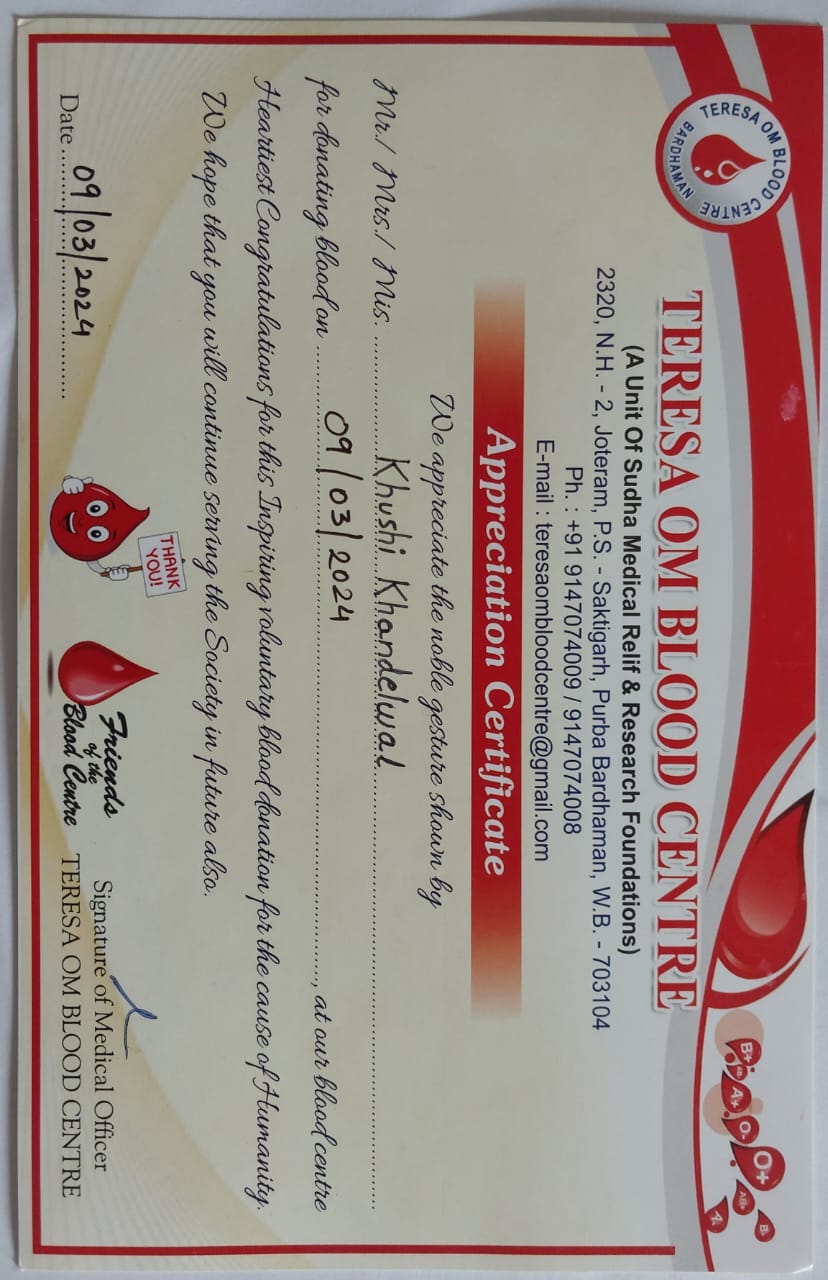 TERESA OM BLOOD CENTRE
BARDHAMAN
B+ AB- A+ O- O+ AB+ B- A-
TERESA OM BLOOD CENTRE
(A Unit Of Sudha Medical Relif & Research Foundations)
2320, N.H. - 2, Joteram, P.S. - Saktigarh, Purba Bardhaman, W.B. - 703104
Ph. : +91 9147074009 / 9147074008
E-mail : teresaombloodcentre@gmail.com
Appreciation Certificate
We appreciate the noble gesture shown by
Mr./ Mrs./ Mis. Khushi Khandelwal
for donating blood on 09/03/2024, at our blood centre
Heartiest Congratulations for this Inspiring voluntary blood donation for the cause of Humanity.
We hope that you will continue serving the Society in future also.
THANK
YOU!
Friends
of the
Blood Centre
Date 09/03/2024
Signature of Medical Officer
TERESA OM BLOOD CENTRE